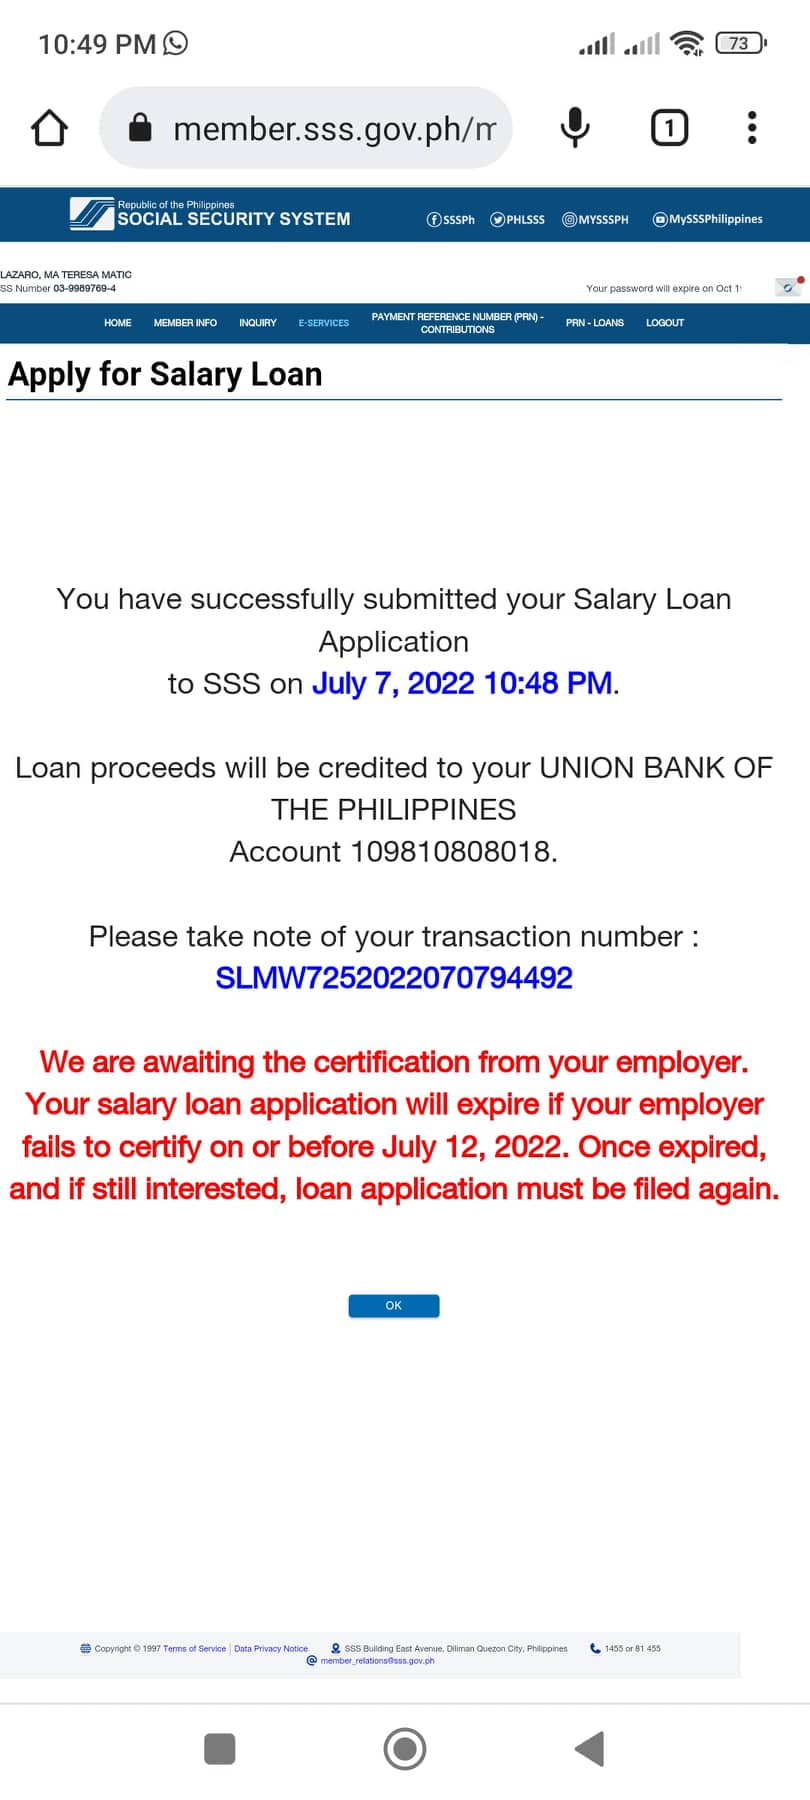 10:49 PM
73
member.sss.gov.ph/m
1
Republic of the Philippines
SOCIAL SECURITY SYSTEM
SSSPh PHLSSS MYSSSPH MySSSPhilippines
LAZARO, MA TERESA MATIC
SS Number 03-9989769-4
Your password will expire on Oct 1
HOME MEMBER INFO INQUIRY E-SERVICES PAYMENT REFERENCE NUMBER (PRN) - CONTRIBUTIONS PRN - LOANS LOGOUT
Apply for Salary Loan
You have successfully submitted your Salary Loan
Application
to SSS on July 7, 2022 10:48 PM.
Loan proceeds will be credited to your UNION BANK OF
THE PHILIPPINES
Account 109810808018.
Please take note of your transaction number :
SLMW7252022070794492
We are awaiting the certification from your employer.
Your salary loan application will expire if your employer
fails to certify on or before July 12, 2022. Once expired,
and if still interested, loan application must be filed again.
OK
Copyright © 1997 Terms of Service | Data Privacy Notice SSS Building East Avenue, Diliman Quezon City, Philippines 1455 or 81 455
member_relations@sss.gov.ph